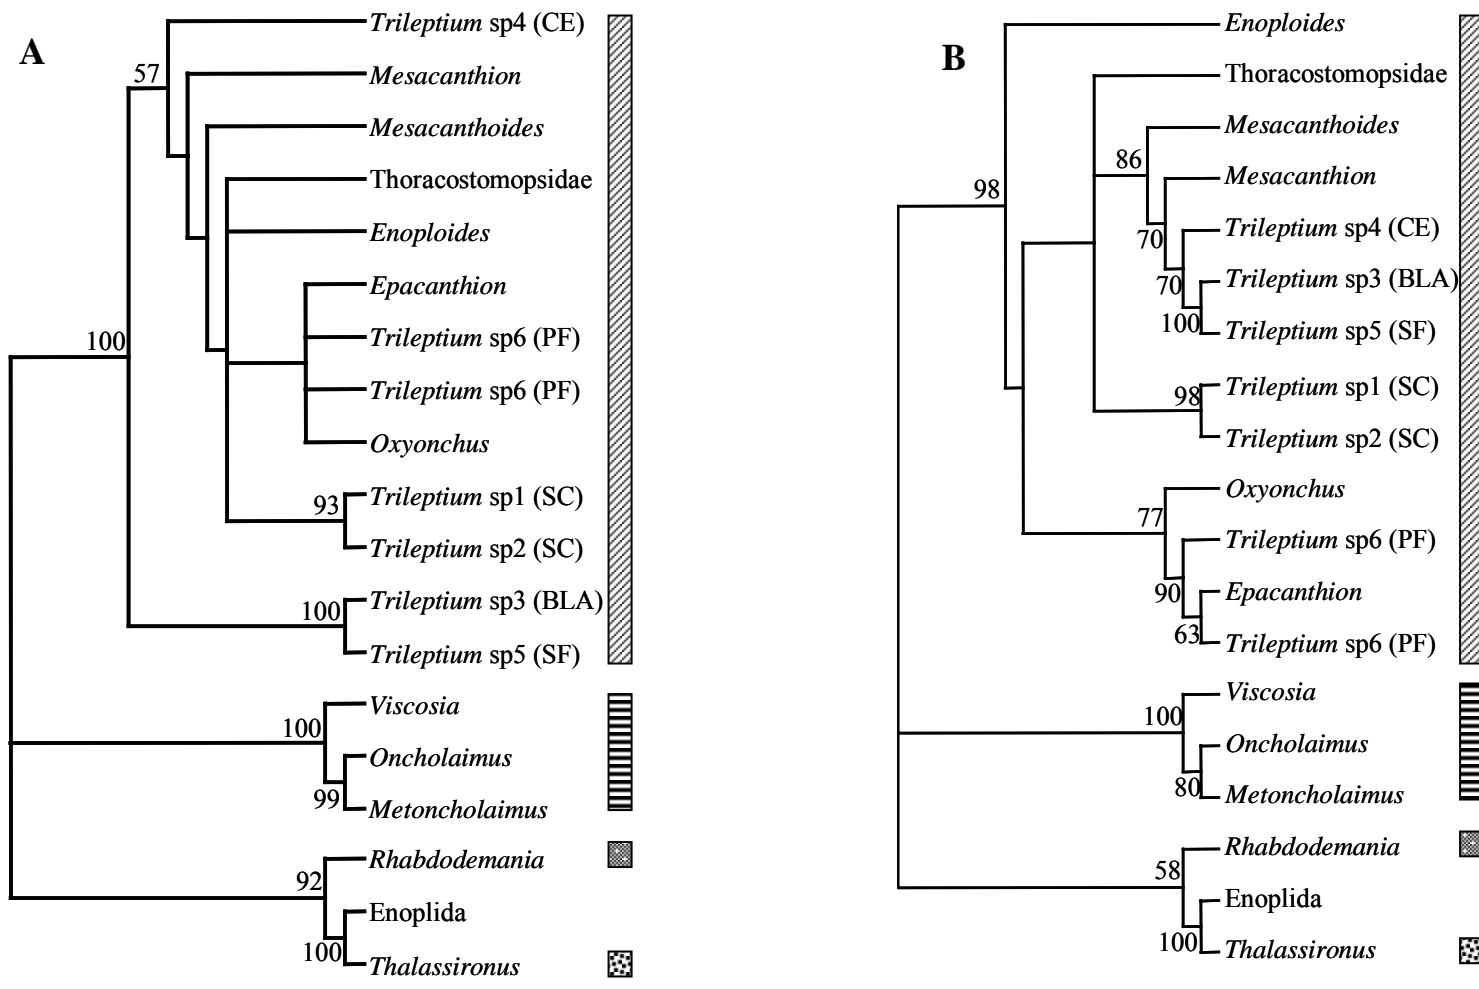 A
Trileptium sp4 (CE)
57
Mesacanthion
Mesacanthoides
Thoracostomopsidae
Enoploides
Epacanthion
100
Trileptium sp6 (PF)
Trileptium sp6 (PF)
Oxyonchus
93
Trileptium sp1 (SC)
Trileptium sp2 (SC)
100
Trileptium sp3 (BLA)
Trileptium sp5 (SF)
Viscosia
100
Oncholaimus
99
Metoncholaimus
Rhabdodemania
92
Enoplida
100
Thalassironus
B
Enoploides
Thoracostomopsidae
Mesacanthoides
86
Mesacanthion
98
Trileptium sp4 (CE)
70
Trileptium sp3 (BLA)
70
100
Trileptium sp5 (SF)
Trileptium sp1 (SC)
98
Trileptium sp2 (SC)
Oxyonchus
77
Trileptium sp6 (PF)
90
Epacanthion
63
Trileptium sp6 (PF)
Viscosia
100
Oncholaimus
80
Metoncholaimus
Rhabdodemania
58
Enoplida
100
Thalassironus